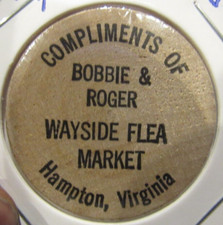 COMPLIMENTS OF
BOBBIE &
ROGER
WAYSIDE FLEA
MARKET
Hampton, Virginia